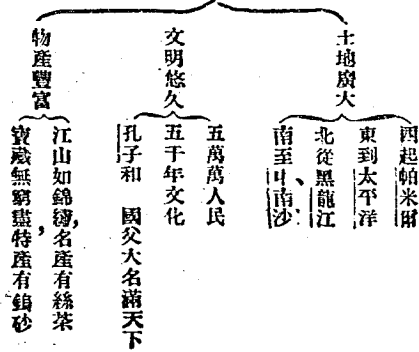 土地廣大
西起帕米爾
東到太平洋
北從黑龍江
南至中、南沙
文明悠久
五萬萬人民
五千年文化
孔子和　國父大名滿天下
物產豐富
江山如錦繡，名產有絲茶
寶藏無窮盡，特產有鎢砂